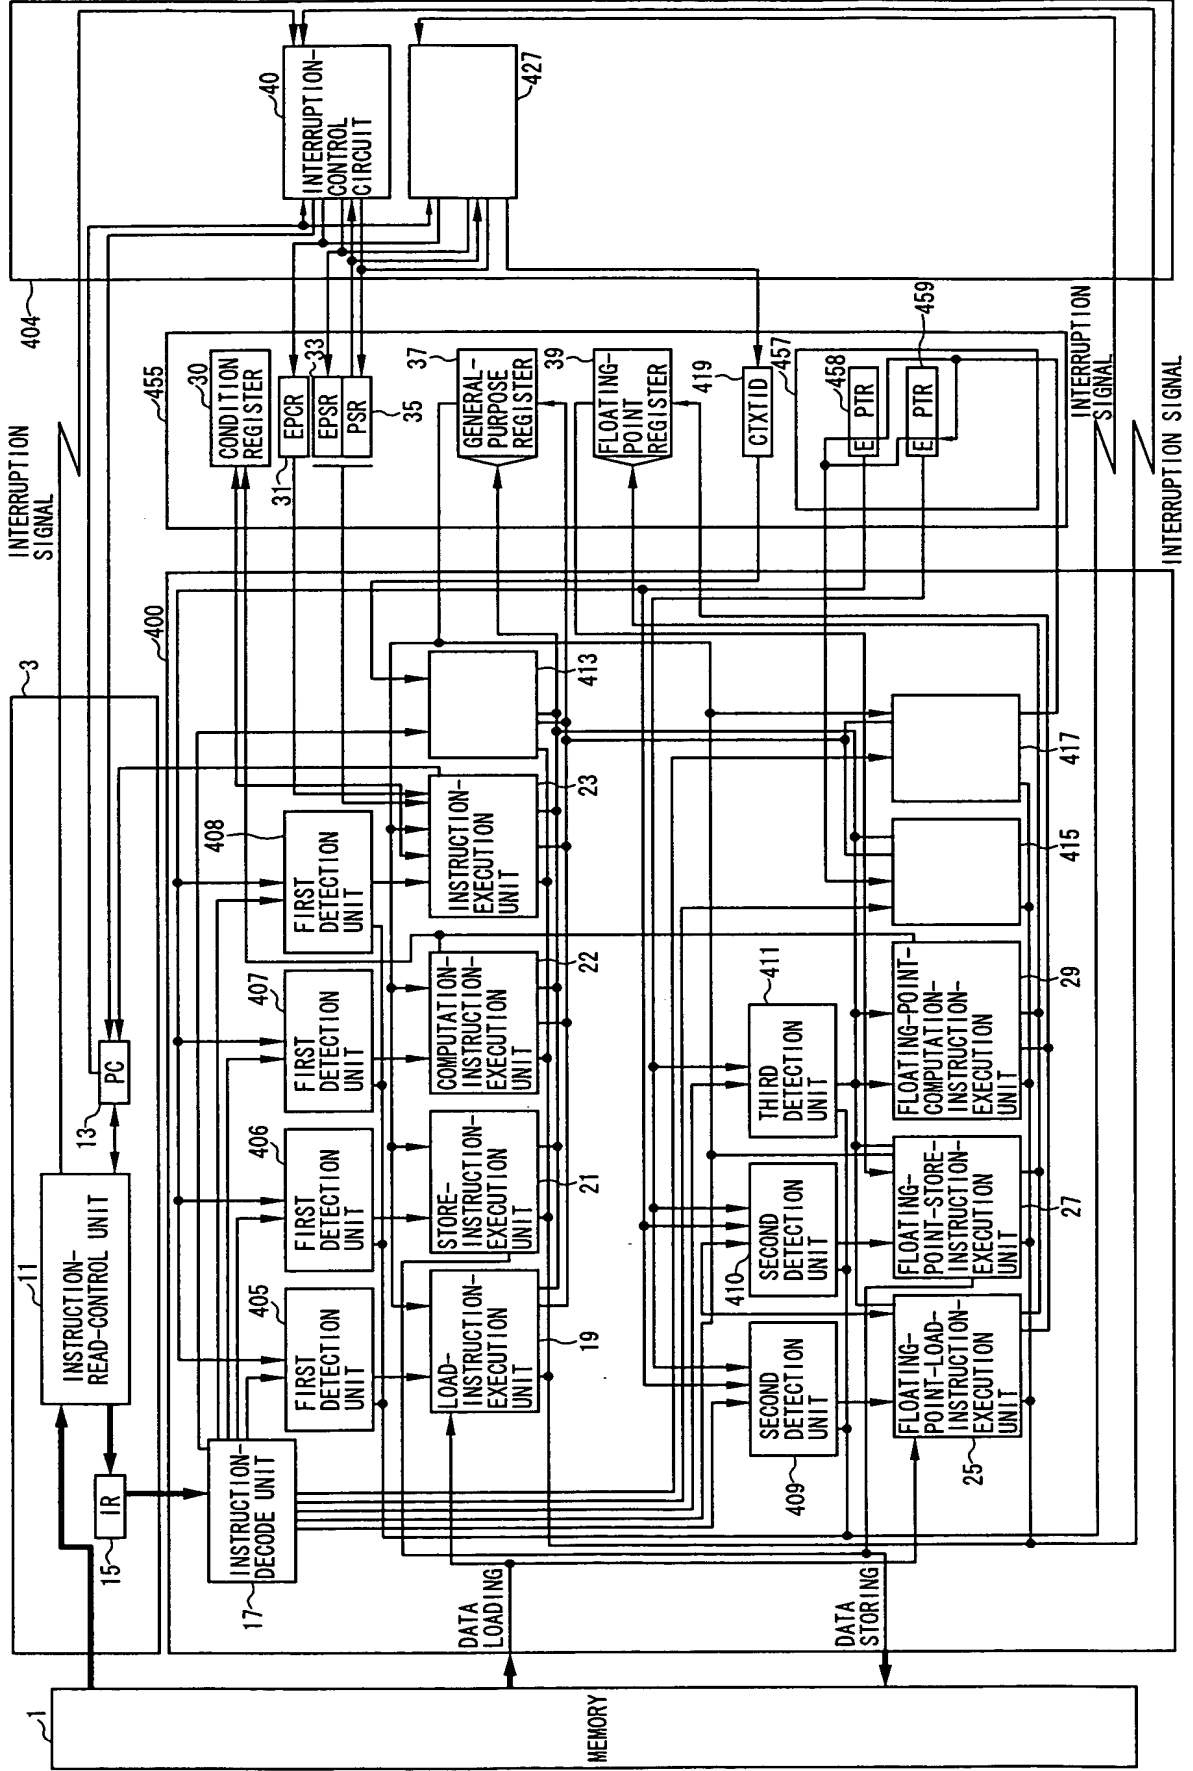 1
MEMORY
3
11
INSTRUCTION-
READ-CONTROL UNIT
13
PC
15
IR
INTERRUPTION
SIGNAL
400
17
INSTRUCTION-
DECODE UNIT
405
FIRST
DETECTION
UNIT
406
FIRST
DETECTION
UNIT
407
FIRST
DETECTION
UNIT
408
FIRST
DETECTION
UNIT
LOAD-
INSTRUCTION-
EXECUTION
UNIT
19
STORE-
INSTRUCTION-
EXECUTION
UNIT
21
COMPUTATION-
INSTRUCTION-
EXECUTION
UNIT
22
INSTRUCTION-
EXECUTION
UNIT
23
413
DATA
LOADING
DATA
STORING
SECOND
DETECTION
UNIT
409
SECOND
DETECTION
UNIT
410
THIRD
DETECTION
UNIT
411
FLOATING-
POINT-LOAD-
INSTRUCTION-
EXECUTION
UNIT
25
FLOATING-
POINT-STORE-
INSTRUCTION-
EXECUTION
UNIT
27
FLOATING-POINT-
COMPUTATION-
INSTRUCTION-
EXECUTION
UNIT
29
415
417
455
30
CONDITION
REGISTER
31
EPCR
33
EPSR
PSR
35
37
GENERAL-
PURPOSE
REGISTER
39
FLOATING-
POINT
REGISTER
419
CTXTID
457
458
E PTR
459
E PTR
404
40
INTERRUPTION-
CONTROL
CIRCUIT
427
INTERRUPTION
SIGNAL
INTERRUPTION SIGNAL